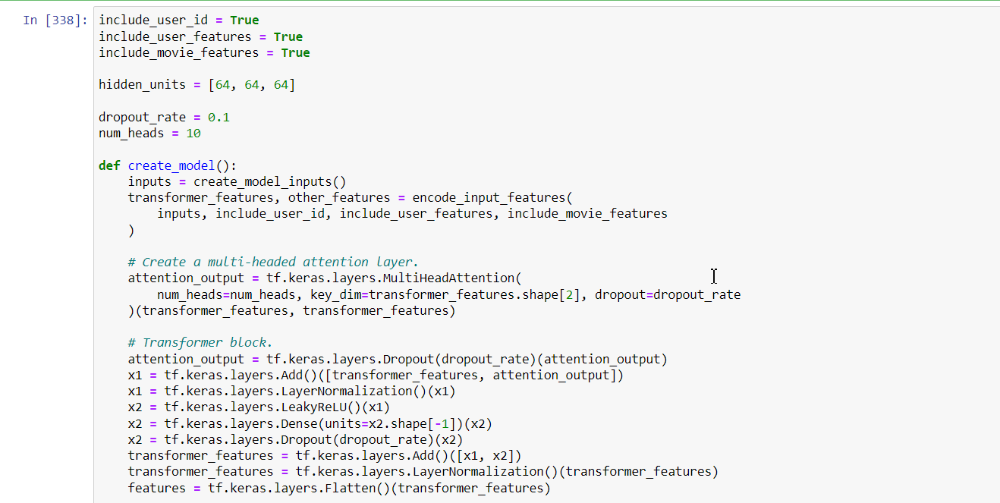 In [338]: include_user_id = True
include_user_features = True
include_movie_features = True
hidden_units = [64, 64, 64]
dropout_rate = 0.1
num_heads = 10
def create_model():
    inputs = create_model_inputs()
    transformer_features, other_features = encode_input_features(
        inputs, include_user_id, include_user_features, include_movie_features
    )
    # Create a multi-headed attention layer.
    attention_output = tf.keras.layers.MultiHeadAttention(
        num_heads=num_heads, key_dim=transformer_features.shape[2], dropout=dropout_rate
    )(transformer_features, transformer_features)
    # Transformer block.
    attention_output = tf.keras.layers.Dropout(dropout_rate)(attention_output)
    x1 = tf.keras.layers.Add()([transformer_features, attention_output])
    x1 = tf.keras.layers.LayerNormalization()(x1)
    x2 = tf.keras.layers.LeakyReLU()(x1)
    x2 = tf.keras.layers.Dense(units=x2.shape[-1])(x2)
    x2 = tf.keras.layers.Dropout(dropout_rate)(x2)
    transformer_features = tf.keras.layers.Add()([x1, x2])
    transformer_features = tf.keras.layers.LayerNormalization()(transformer_features)
    features = tf.keras.layers.Flatten()(transformer_features)